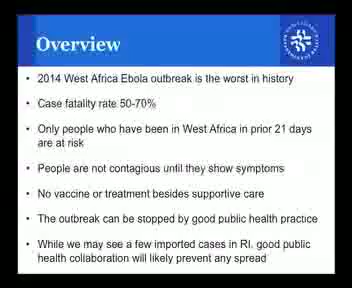 Overview
• 2014 West Africa Ebola outbreak is the worst in history
• Case fatality rate 50-70%
• Only people who have been in West Africa in prior 21 days
are at risk
• People are not contagious until they show symptoms
• No vaccine or treatment besides supportive care
• The outbreak can be stopped by good public health practice
• While we may see a few imported cases in RI, good public
health collaboration will likely prevent any spread